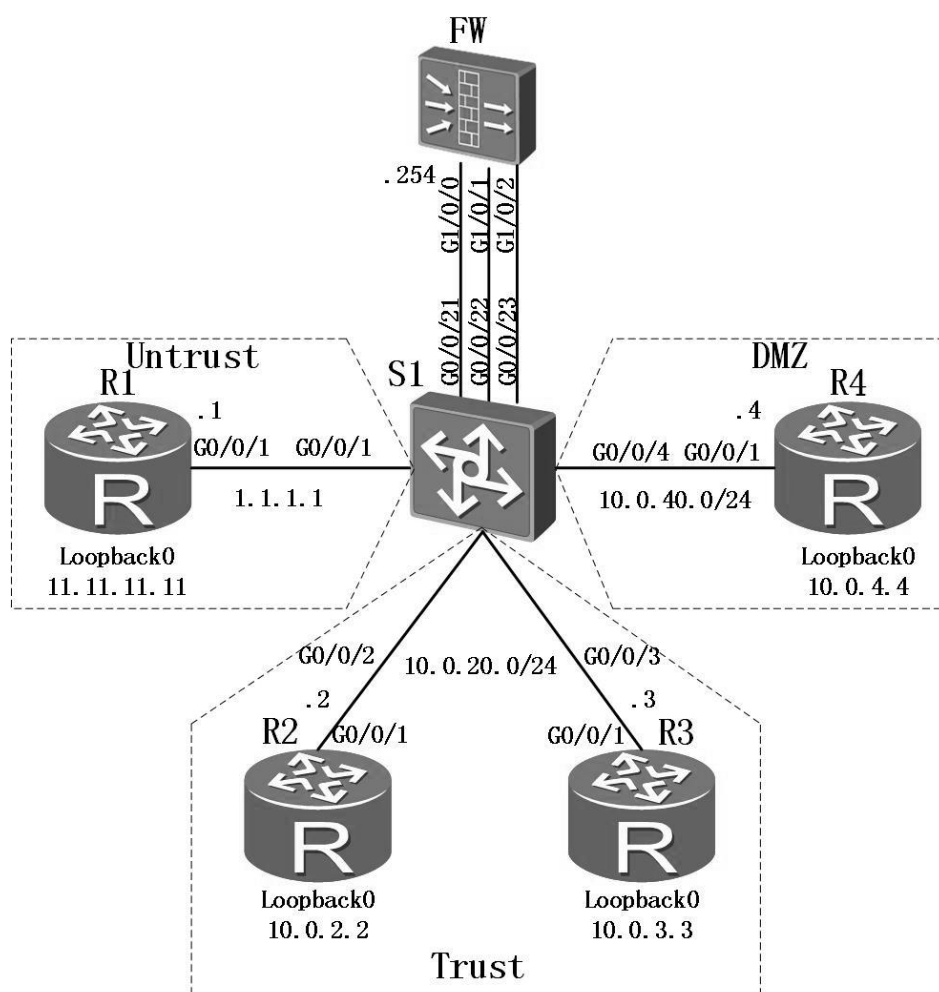 FW
.254
G1/0/0
G1/0/1
G1/0/2
G0/0/21
G0/0/22
G0/0/23
Untrust
R1
.1
G0/0/1
G0/0/1
1.1.1.1
R
Loopback0
11.11.11.11
S1
DMZ
R4
.4
G0/0/4
G0/0/1
10.0.40.0/24
R
Loopback0
10.0.4.4
G0/0/2
10.0.20.0/24
G0/0/3
.2
.3
R2
G0/0/1
G0/0/1
R3
R
R
Loopback0
10.0.2.2
Loopback0
10.0.3.3
Trust